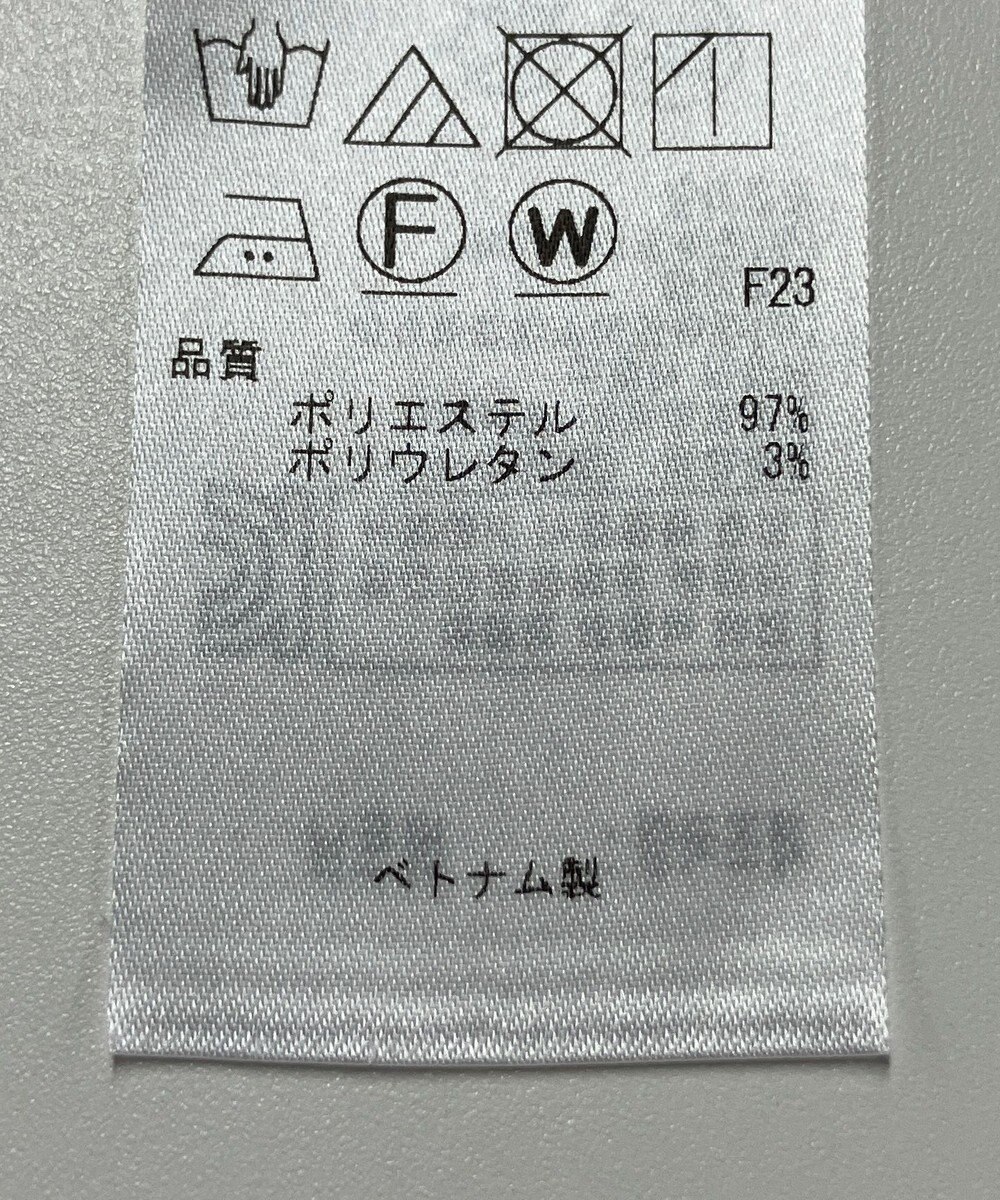 F W
F23
品質
ポリエステル 97%
ポリウレタン 3%
ベトナム製